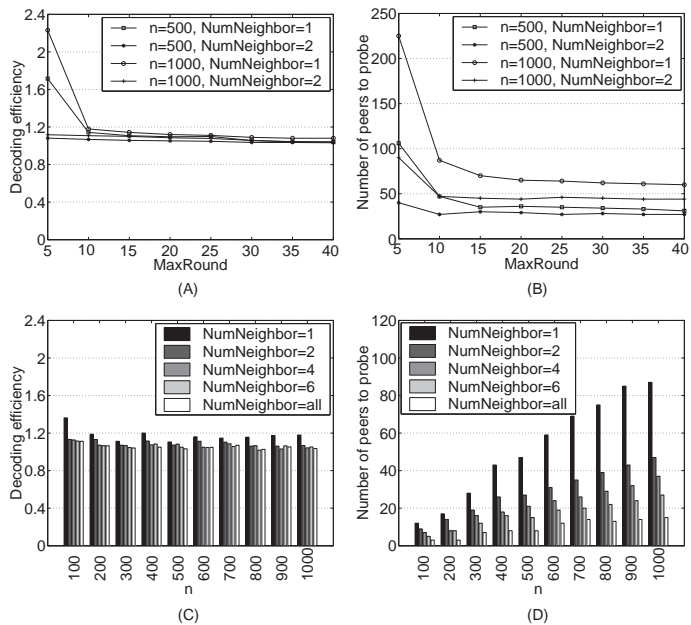 2.4
2
1.6
1.2
0.8
0.4
0
Decoding efficiency
n=500, NumNeighbor=1
n=500, NumNeighbor=2
n=1000, NumNeighbor=1
n=1000, NumNeighbor=2
5 10 15 20 25 30 35 40
MaxRound
(A)
250
200
150
100
50
0
Number of peers to probe
n=500, NumNeighbor=1
n=500, NumNeighbor=2
n=1000, NumNeighbor=1
n=1000, NumNeighbor=2
5 10 15 20 25 30 35 40
MaxRound
(B)
2.4
2
1.6
1.2
0.8
0.4
0
Decoding efficiency
NumNeighbor=1
NumNeighbor=2
NumNeighbor=4
NumNeighbor=6
NumNeighbor=all
100 200 300 400 500 600 700 800 900 1000
n
(C)
120
100
80
60
40
20
0
Number of peers to probe
NumNeighbor=1
NumNeighbor=2
NumNeighbor=4
NumNeighbor=6
NumNeighbor=all
100 200 300 400 500 600 700 800 900 1000
n
(D)